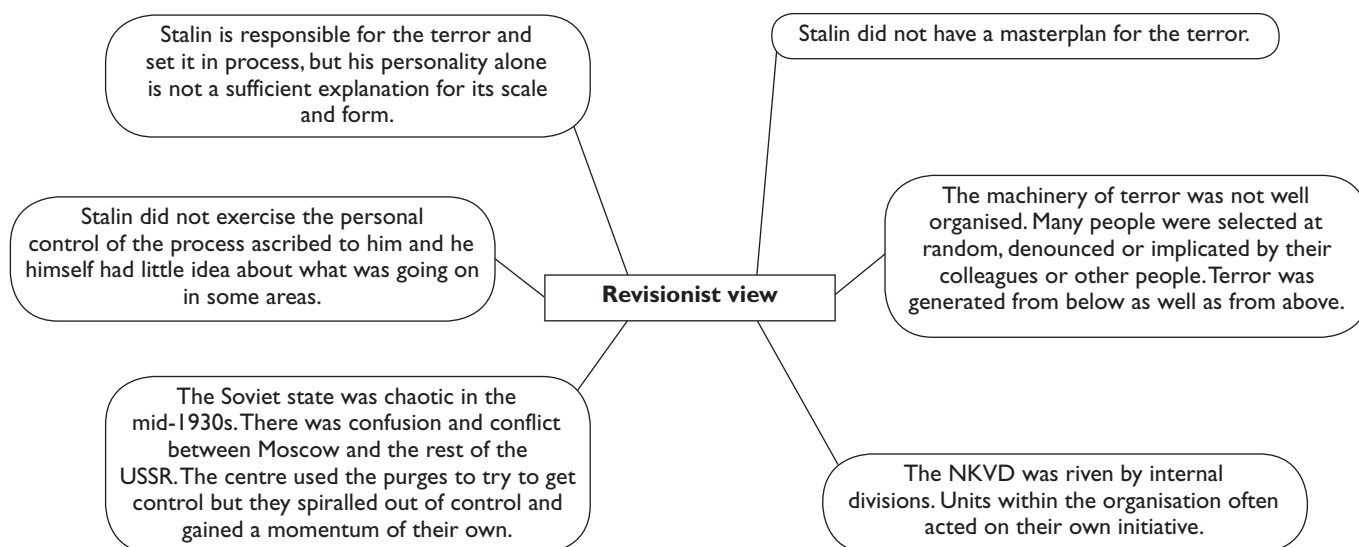 Stalin is responsible for the terror and
set it in process, but his personality alone
is not a sufficient explanation for its scale
and form.
Stalin did not have a masterplan for the terror.
Stalin did not exercise the personal
control of the process ascribed to him and he
himself had little idea about what was going on
in some areas.
Revisionist view
The machinery of terror was not well
organised. Many people were selected at
random, denounced or implicated by their
colleagues or other people. Terror was
generated from below as well as from above.
The Soviet state was chaotic in the
mid-1930s. There was confusion and conflict
between Moscow and the rest of the
USSR. The centre used the purges to try to get
control but they spiralled out of control and
gained a momentum of their own.
The NKVD was riven by internal
divisions. Units within the organisation often
acted on their own initiative.